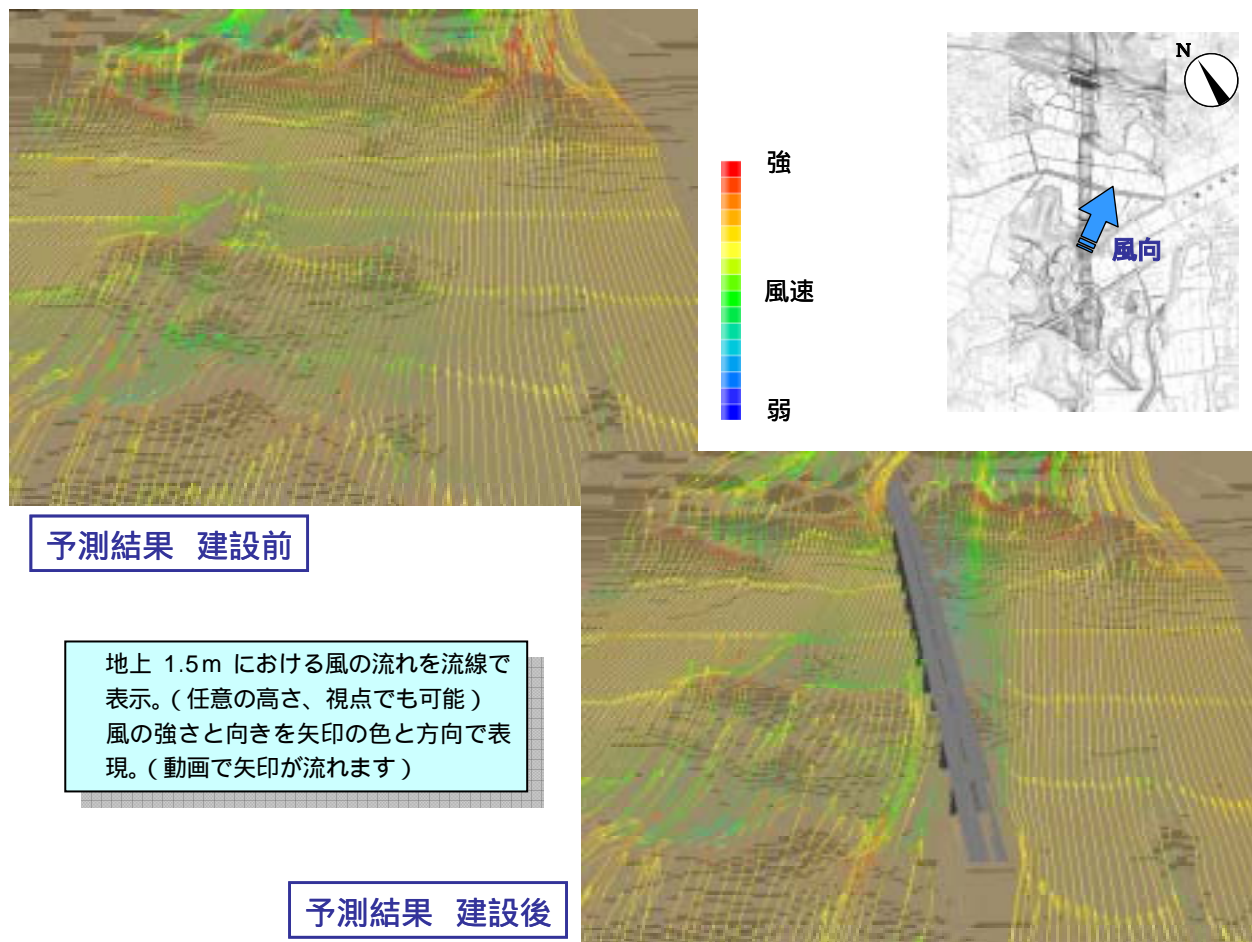 N
強
風速
弱
風向
予測結果　建設前
地上 1.5m における風の流れを流線で
表示。(任意の高さ、視点でも可能)
風の強さと向きを矢印の色と方向で表
現。(動画で矢印が流れます)
予測結果　建設後